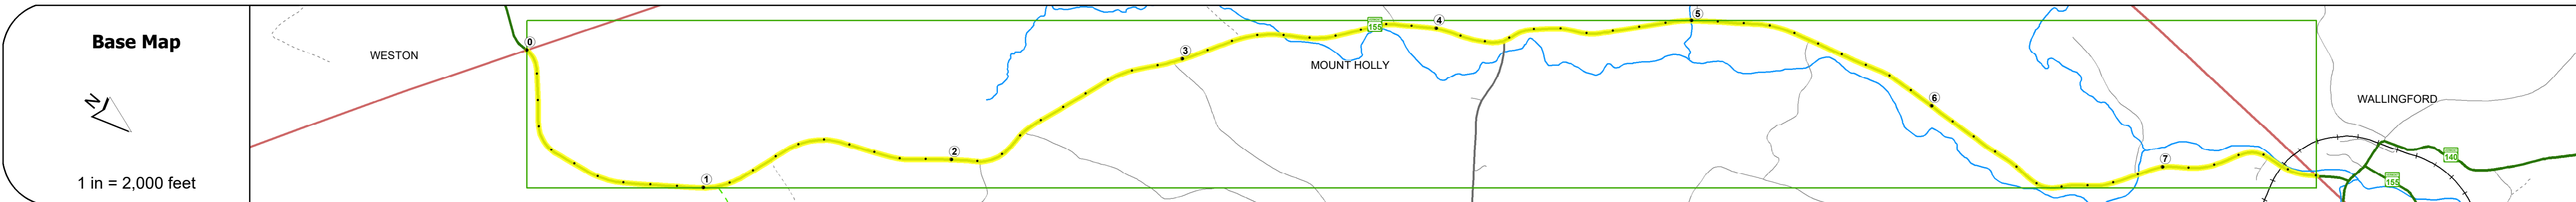 Base Map
N
1 in = 2,000 feet
WESTON
0
1
2
3
155
MOUNT HOLLY
4
5
6
7
WALLINGFORD
140
155